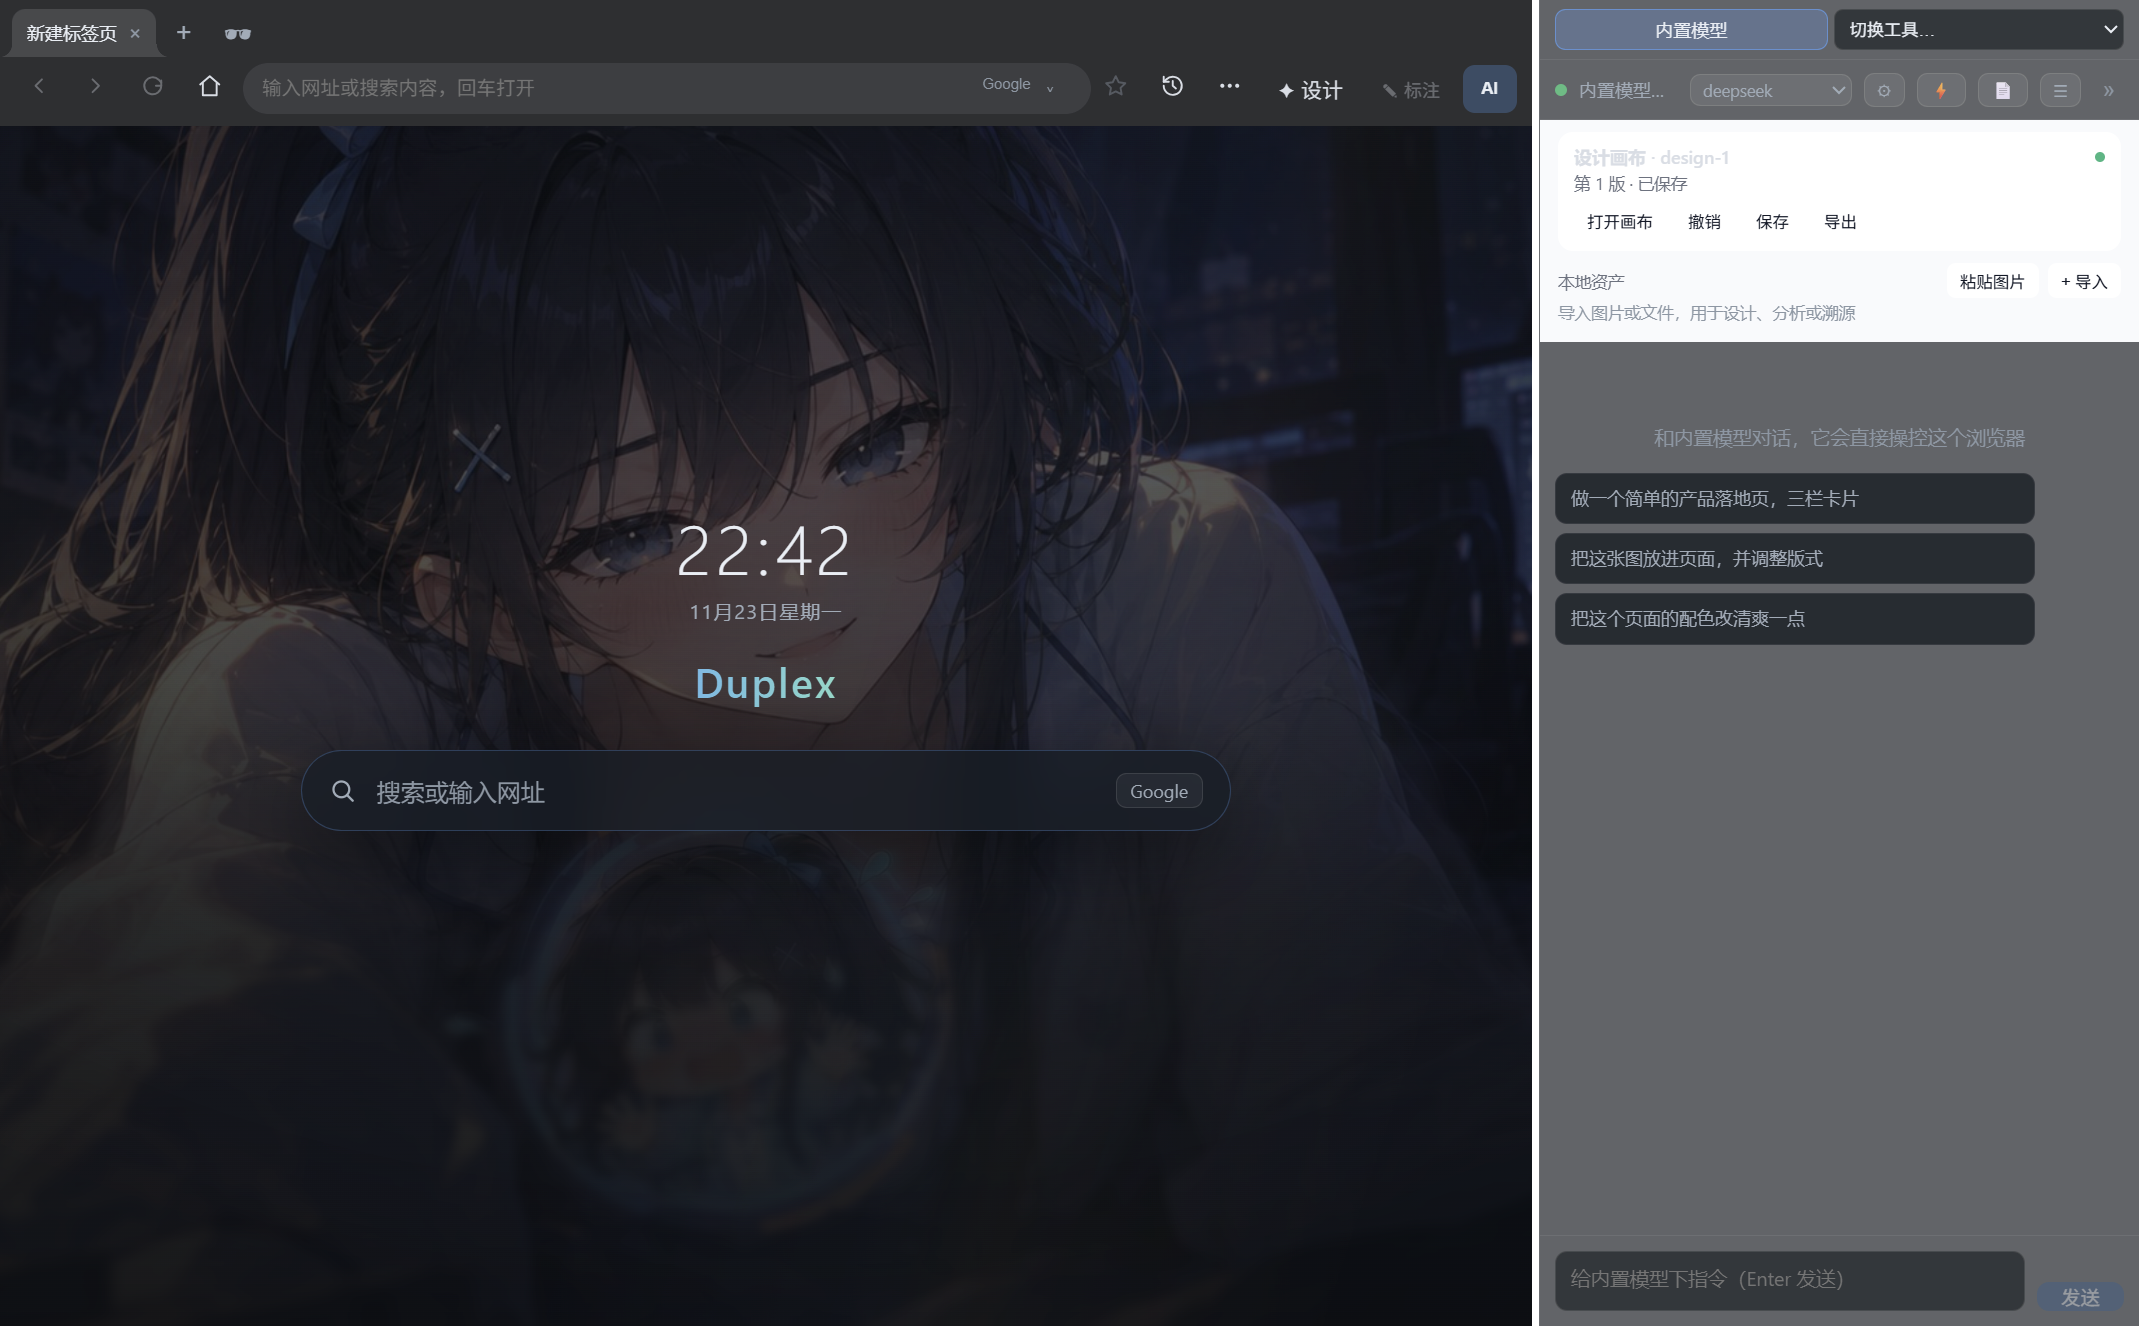 新建标签页
输入网址或搜索内容，回车打开
Google
设计
标注
AI
22:42
11月23日星期一
Duplex
搜索或输入网址
Google
内置模型
切换工具...
内置模型...
deepseek
设计画布 · design-1
第 1 版 · 已保存
打开画布 撤销 保存 导出
本地资产
粘贴图片
+ 导入
导入图片或文件，用于设计、分析或溯源
和内置模型对话，它会直接操控这个浏览器
做一个简单的产品落地页，三栏卡片
把这张图放进页面，并调整版式
把这个页面的配色改清爽一点
给内置模型下指令（Enter 发送）
发送